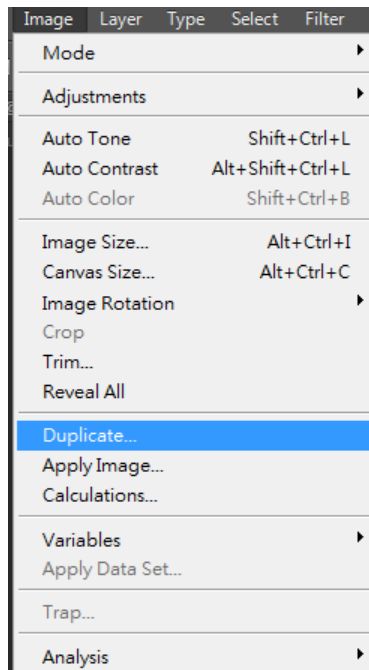 Image Layer Type Select Filter
Mode
Adjustments
Auto Tone Shift+Ctrl+L
Auto Contrast Alt+Shift+Ctrl+L
Auto Color Shift+Ctrl+B
Image Size... Alt+Ctrl+I
Canvas Size... Alt+Ctrl+C
Image Rotation
Crop
Trim...
Reveal All
Duplicate...
Apply Image...
Calculations...
Variables
Apply Data Set...
Trap...
Analysis